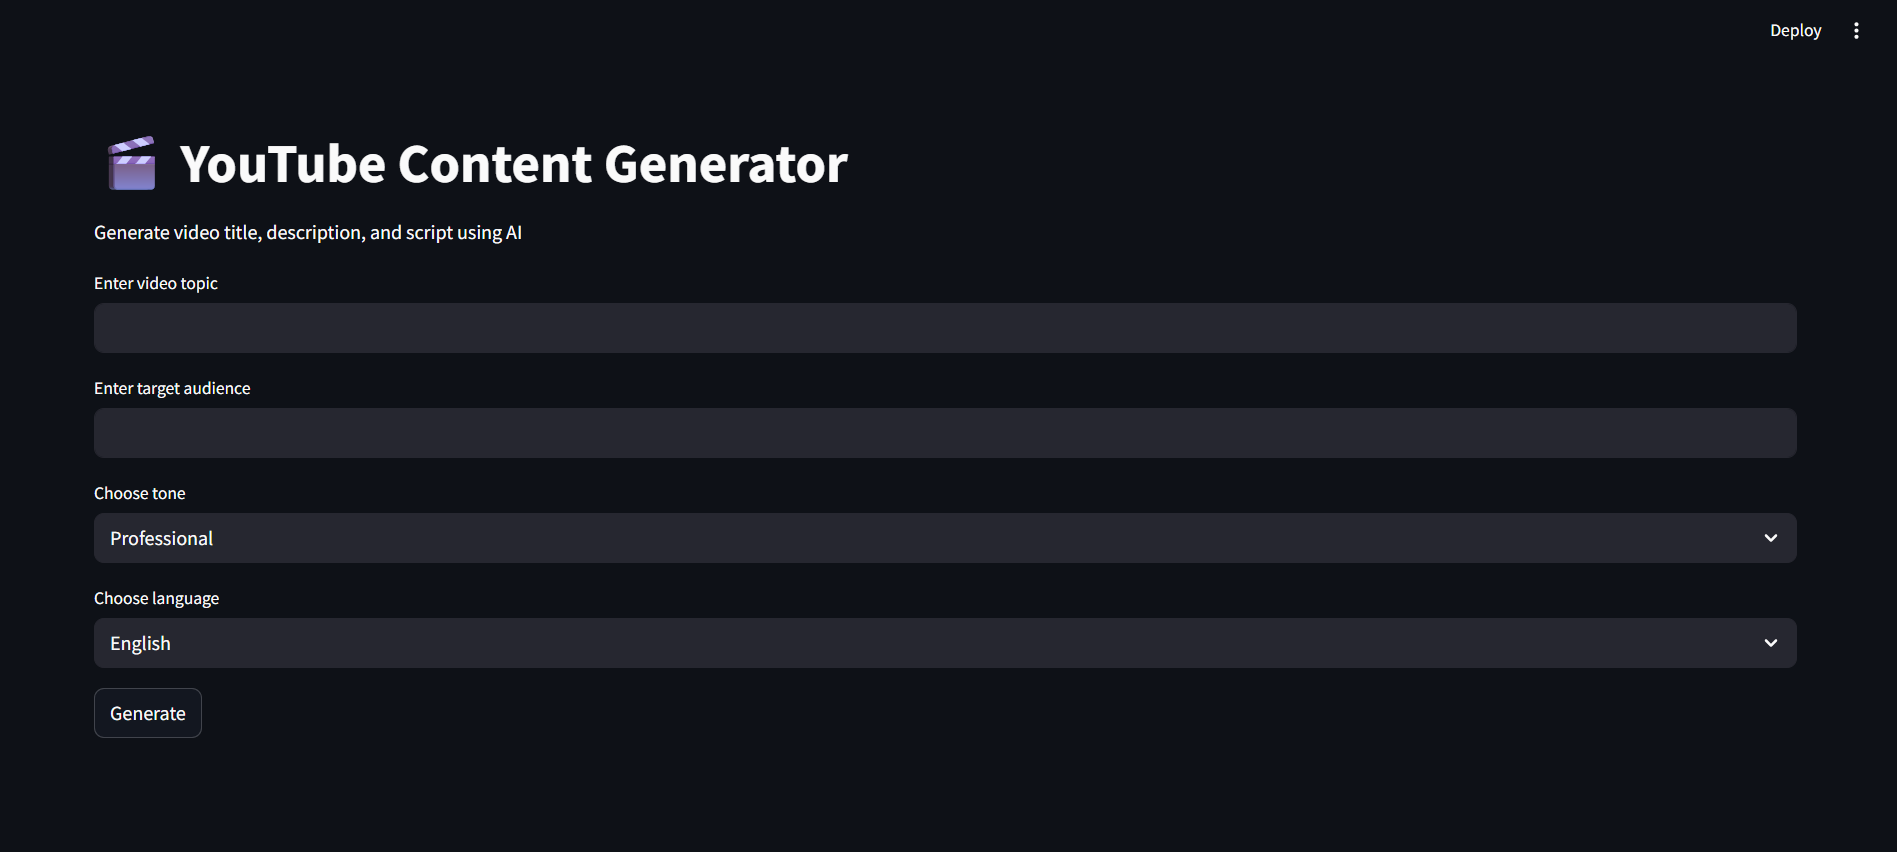 Deploy
YouTube Content Generator
Generate video title, description, and script using AI
Enter video topic
Enter target audience
Choose tone
Professional
Choose language
English
Generate